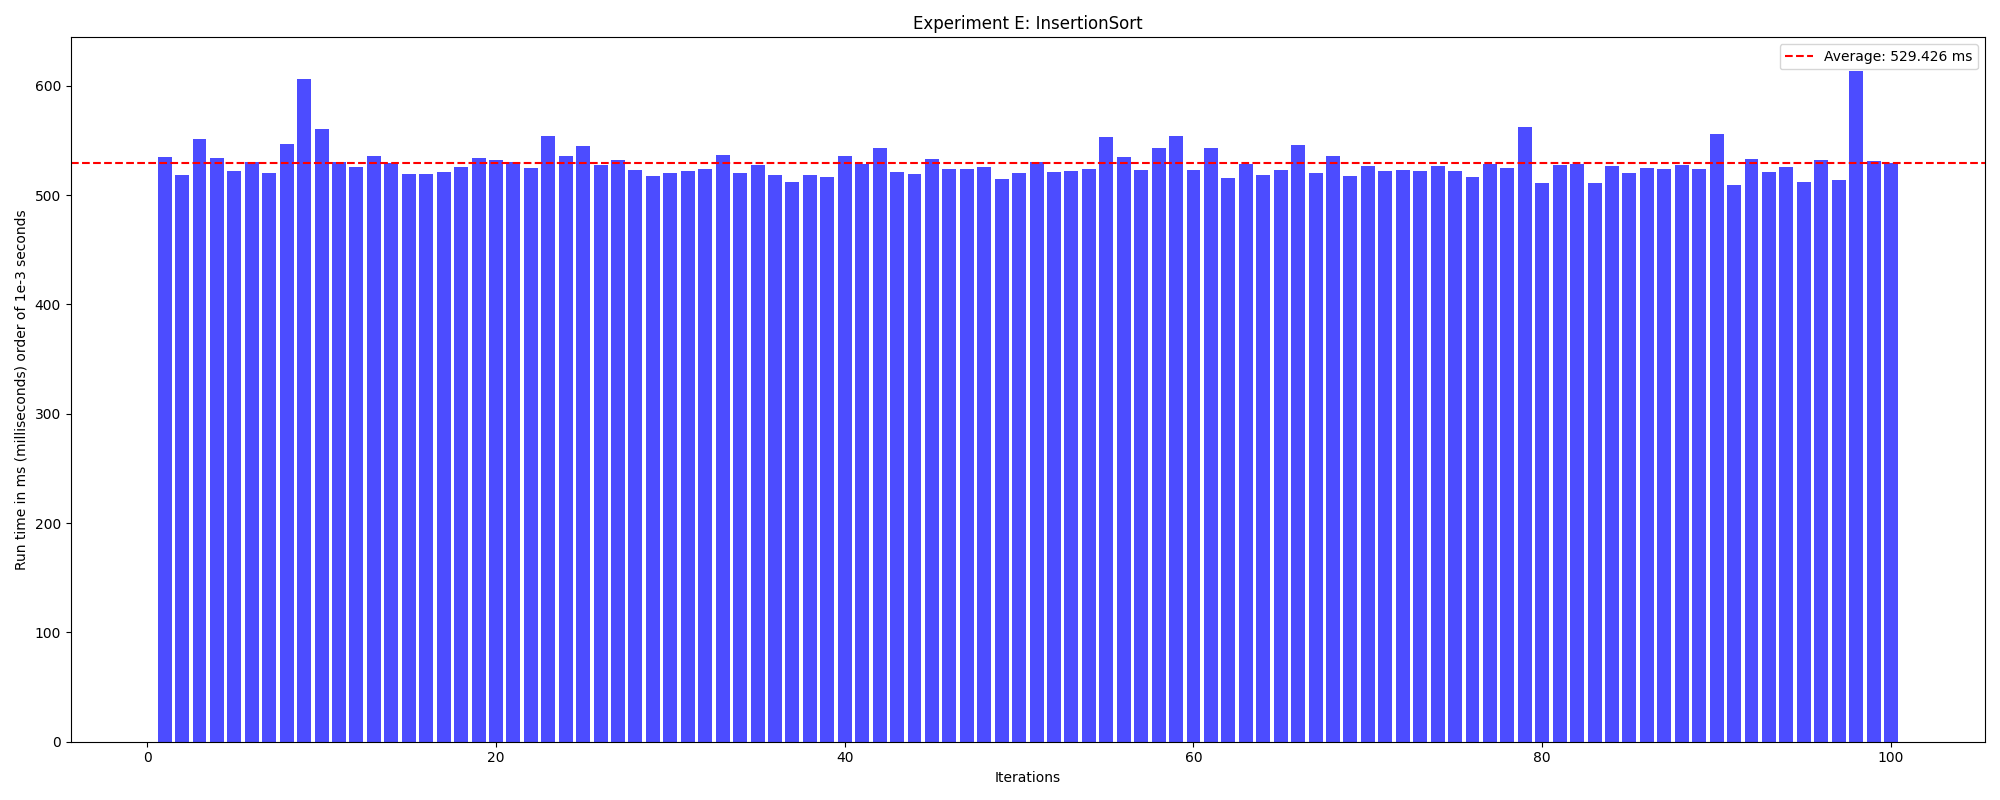 Experiment E: InsertionSort
Average: 529.426 ms
Run time in ms (milliseconds) order of 1e-3 seconds
600
500
400
300
200
100
0
0 20 40 60 80 100
Iterations